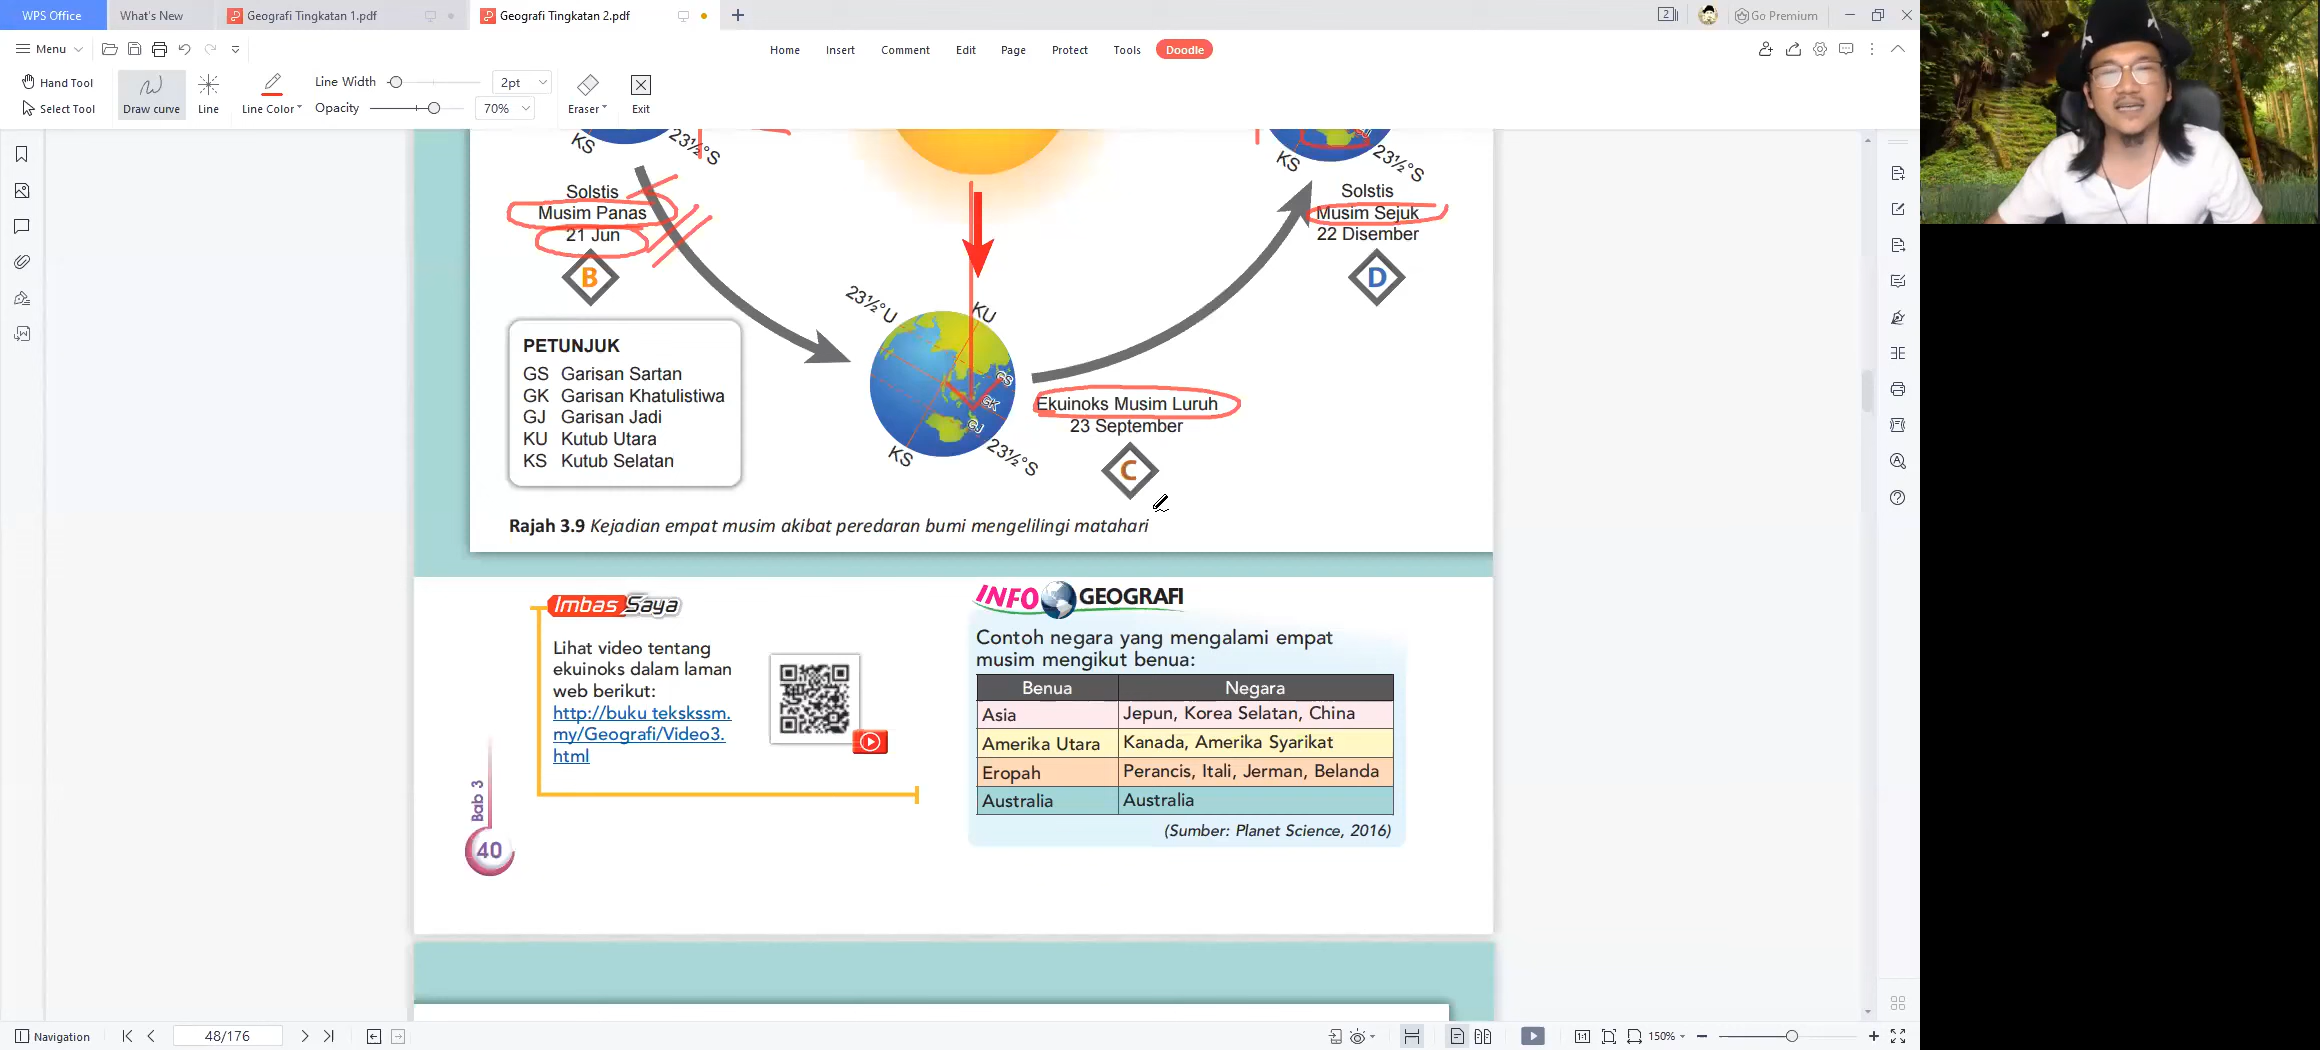 WPS Office
What's New
Geografi Tingkatan 1.pdf
Geografi Tingkatan 2.pdf
2
Go Premium
Menu
Home
Insert
Comment
Edit
Page
Protect
Tools
Doodle
Hand Tool
Select Tool
Draw curve
Line
Line Color
Line Width
2pt
Opacity
70%
Eraser
Exit
KS
23½°S
KS
23½°S
Solstis
Musim Panas
21 Jun
B
Solstis
Musim Sejuk
22 Disember
D
23½°U
KU
GS
GK
GJ
KS
23½°S
PETUNJUK
GS Garisan Sartan
GK Garisan Khatulistiwa
GJ Garisan Jadi
KU Kutub Utara
KS Kutub Selatan
Ekuinoks Musim Luruh
23 September
C
Rajah 3.9 Kejadian empat musim akibat peredaran bumi mengelilingi matahari
Imbas Saya
Lihat video tentang
ekuinoks dalam laman
web berikut:
http://buku tekskssm.
my/Geografi/Video3.
html
INFO GEOGRAFI
Contoh negara yang mengalami empat
musim mengikut benua:
Benua Negara
Asia Jepun, Korea Selatan, China
Amerika Utara Kanada, Amerika Syarikat
Eropah Perancis, Itali, Jerman, Belanda
Australia Australia
(Sumber: Planet Science, 2016)
Bab 3
40
Navigation
48/176
1:1
150%